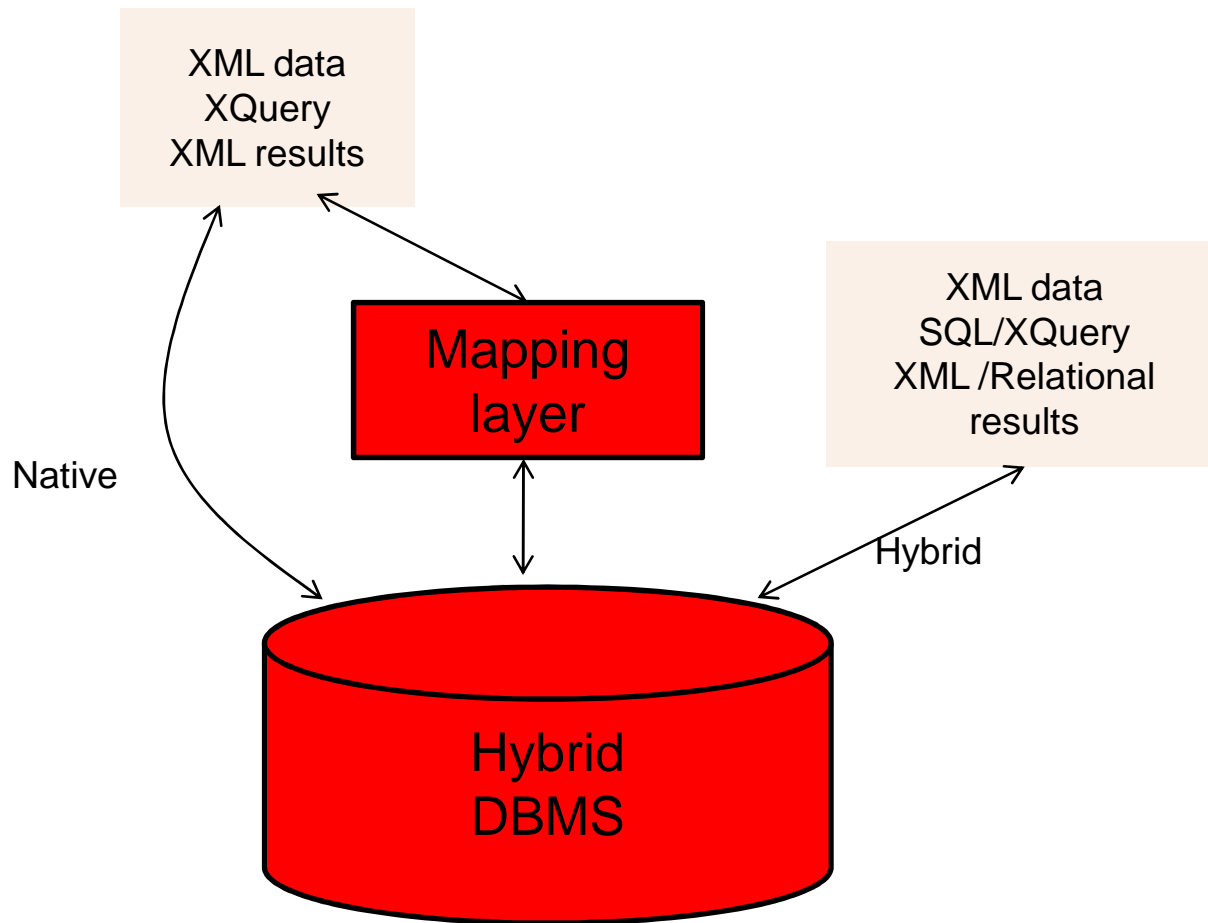 XML data
XQuery
XML results
Mapping
layer
XML data
SQL/XQuery
XML /Relational
results
Native
Hybrid
Hybrid
DBMS